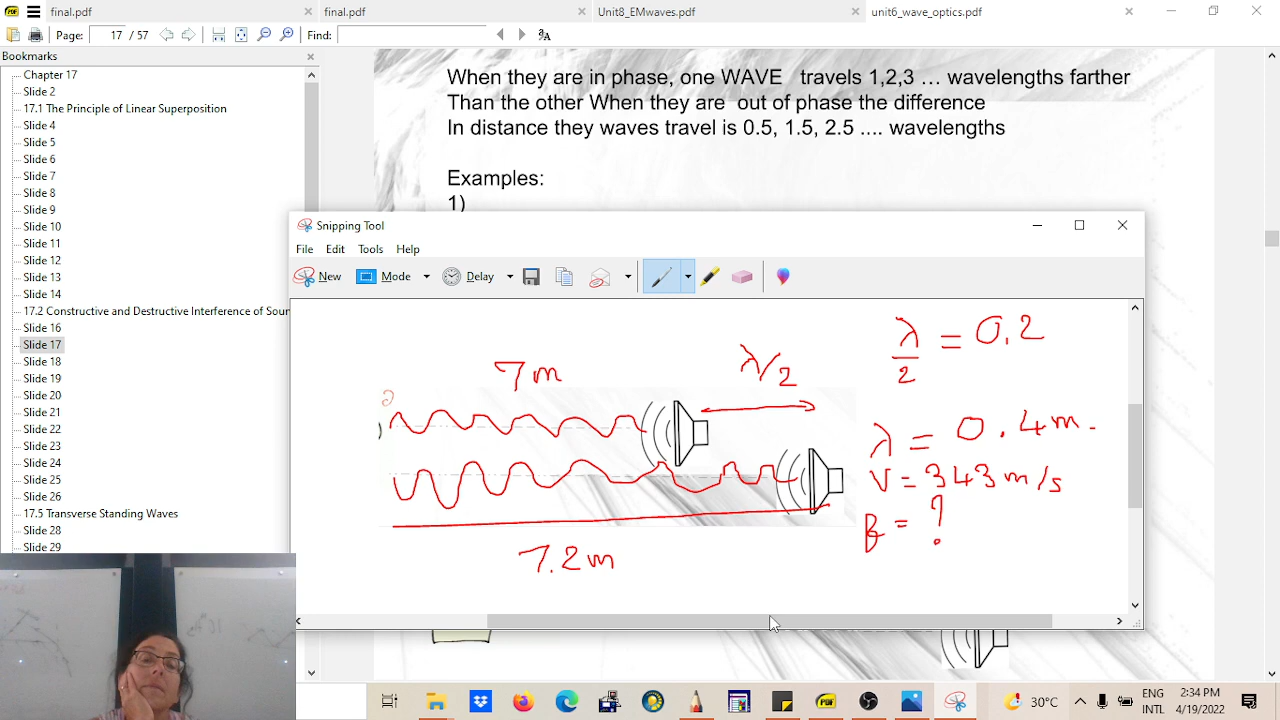 final.pdf
final.pdf
Unit8_EMwaves.pdf
unit6_wave_optics.pdf
Page: 17 / 57
Find:
Bookmarks
Chapter 17
Slide 2
17.1 The Principle of Linear Superposition
Slide 4
Slide 5
Slide 6
Slide 7
Slide 8
Slide 9
Slide 10
Slide 11
Slide 12
Slide 13
Slide 14
17.2 Constructive and Destructive Interference of Soun
Slide 16
Slide 17
Slide 18
Slide 19
Slide 20
Slide 21
Slide 22
Slide 23
Slide 24
Slide 25
Slide 26
17.5 Transverse Standing Waves
Slide 28
Slide 29
When they are in phase, one WAVE travels 1,2,3 … wavelengths farther
Than the other When they are out of phase the difference
In distance they waves travel is 0.5, 1.5, 2.5 .... wavelengths
Examples:
1)
Snipping Tool
File Edit Tools Help
New Mode Delay
7 m
λ/2
λ/2 = 0.2
λ = 0.4 m.
V = 343 m/s
f = ?
7.2 m
30°C
ENG
INTL
2:34 PM
4/19/2022